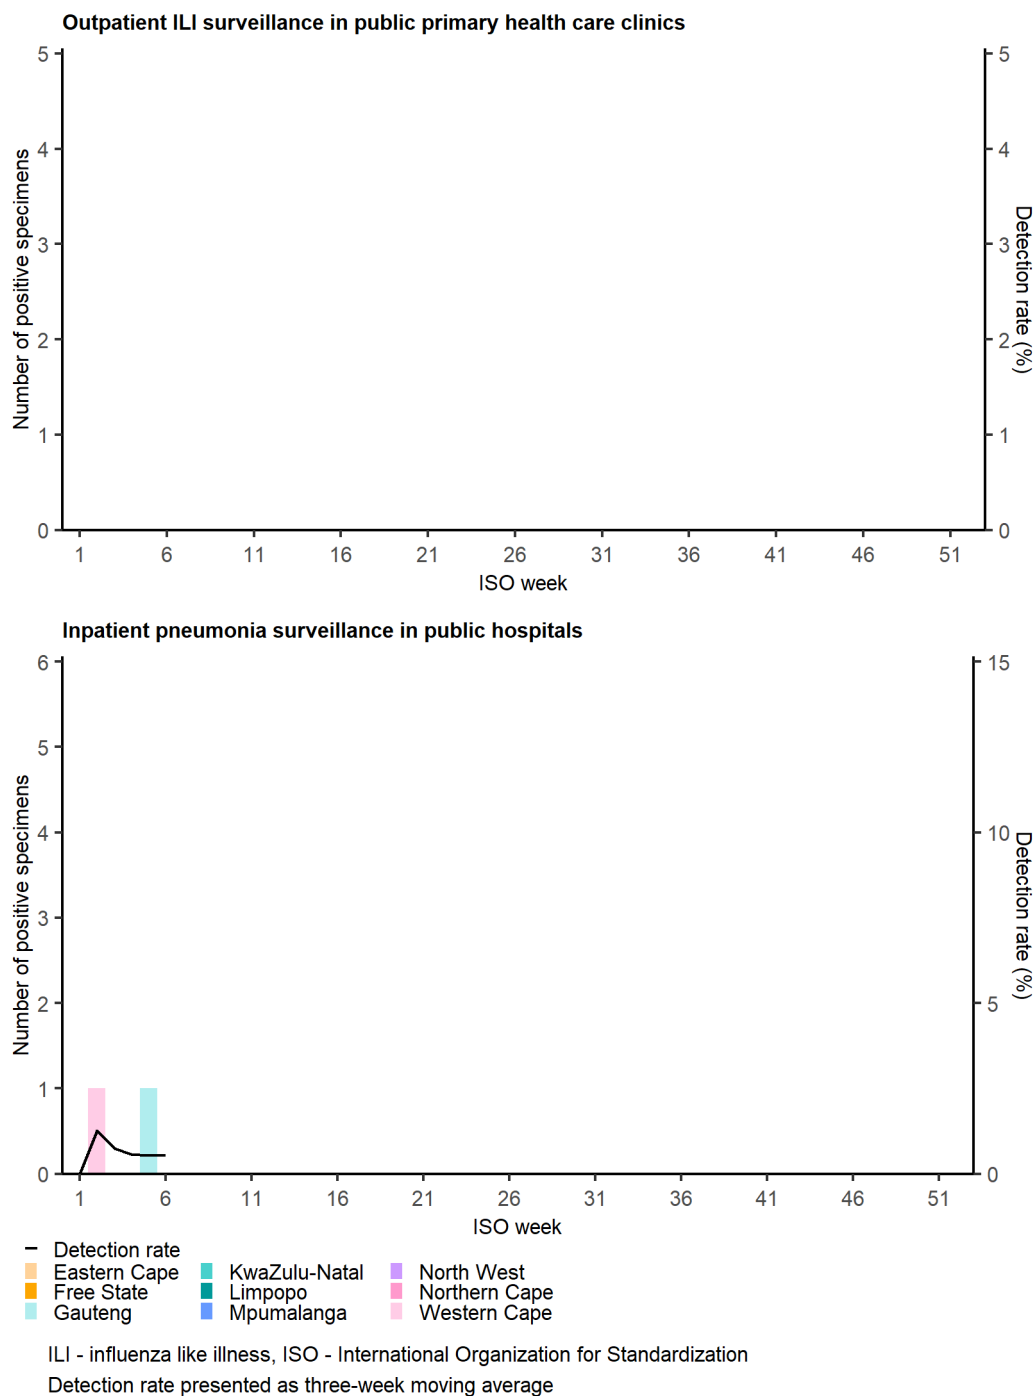 Outpatient ILI surveillance in public primary health care clinics
Number of positive specimens
5
4
3
2
1
0
5
4
3
2
1
0
Detection rate (%)
1 6 11 16 21 26 31 36 41 46 51
ISO week
Inpatient pneumonia surveillance in public hospitals
Number of positive specimens
6
5
4
3
2
1
0
15
10
5
0
Detection rate (%)
1 6 11 16 21 26 31 36 41 46 51
ISO week
Detection rate
Eastern Cape KwaZulu-Natal North West
Free State Limpopo Northern Cape
Gauteng Mpumalanga Western Cape
ILI - influenza like illness, ISO - International Organization for Standardization
Detection rate presented as three-week moving average